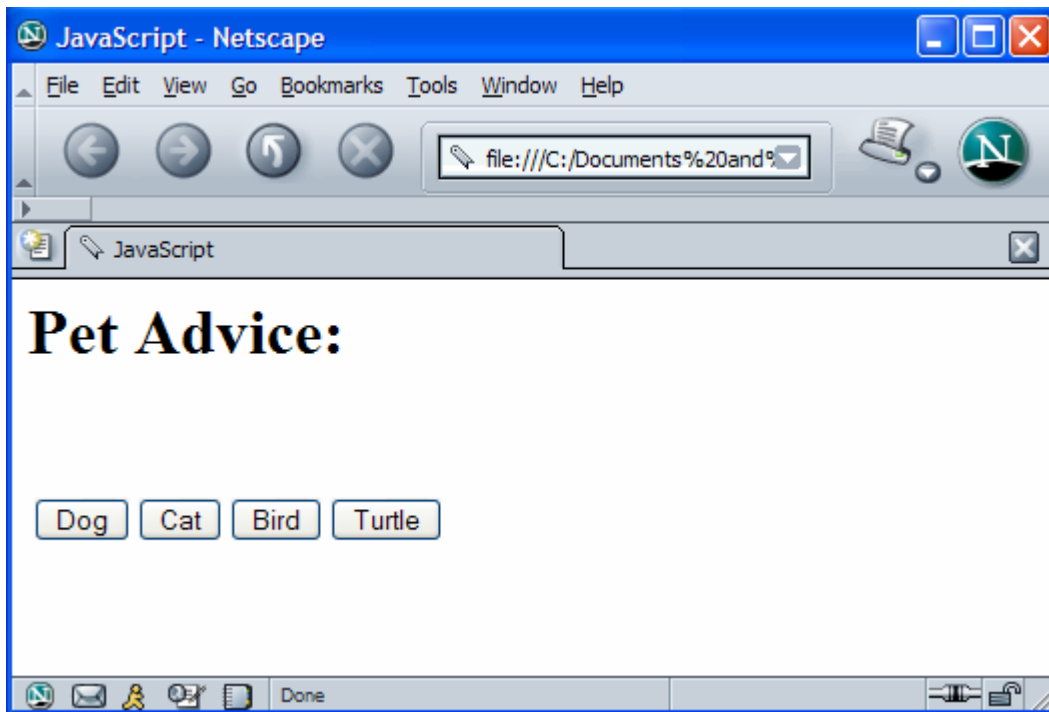 JavaScript - Netscape
File Edit View Go Bookmarks Tools Window Help
file:///C:/Documents%20and%
N
JavaScript
Pet Advice:
Dog Cat Bird Turtle
Done